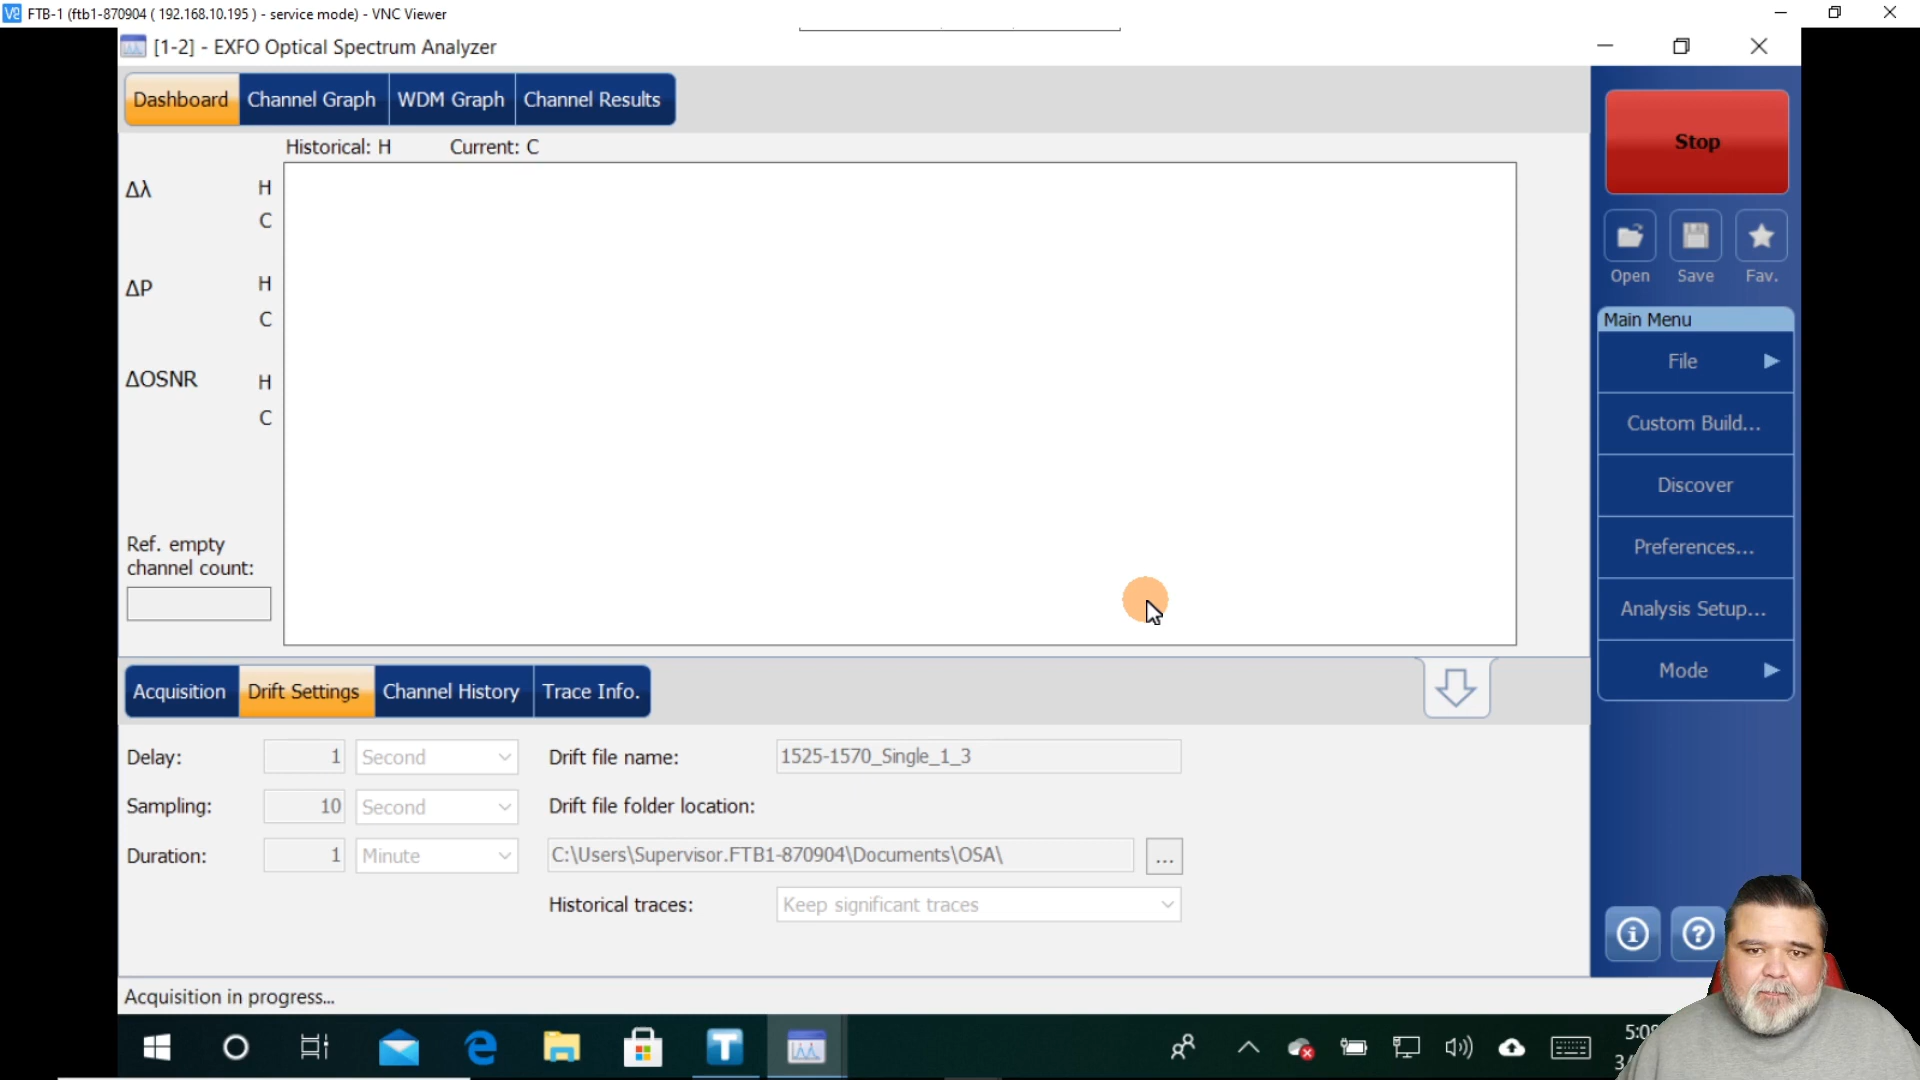 FTB-1 (ftb1-870904 ( 192.168.10.195 ) - service mode) - VNC Viewer
[1-2] - EXFO Optical Spectrum Analyzer
Dashboard Channel Graph WDM Graph Channel Results
Historical: H Current: C
Δλ H
C
ΔP H
C
ΔOSNR H
C
Ref. empty
channel count:
Stop
Open Save Fav.
Main Menu
File
Custom Build...
Discover
Preferences...
Analysis Setup...
Mode
Acquisition Drift Settings Channel History Trace Info.
Delay: 1 Second Drift file name: 1525-1570_Single_1_3
Sampling: 10 Second Drift file folder location:
Duration: 1 Minute C:\Users\Supervisor.FTB1-870904\Documents\OSA\ ...
Historical traces: Keep significant traces
Acquisition in progress...